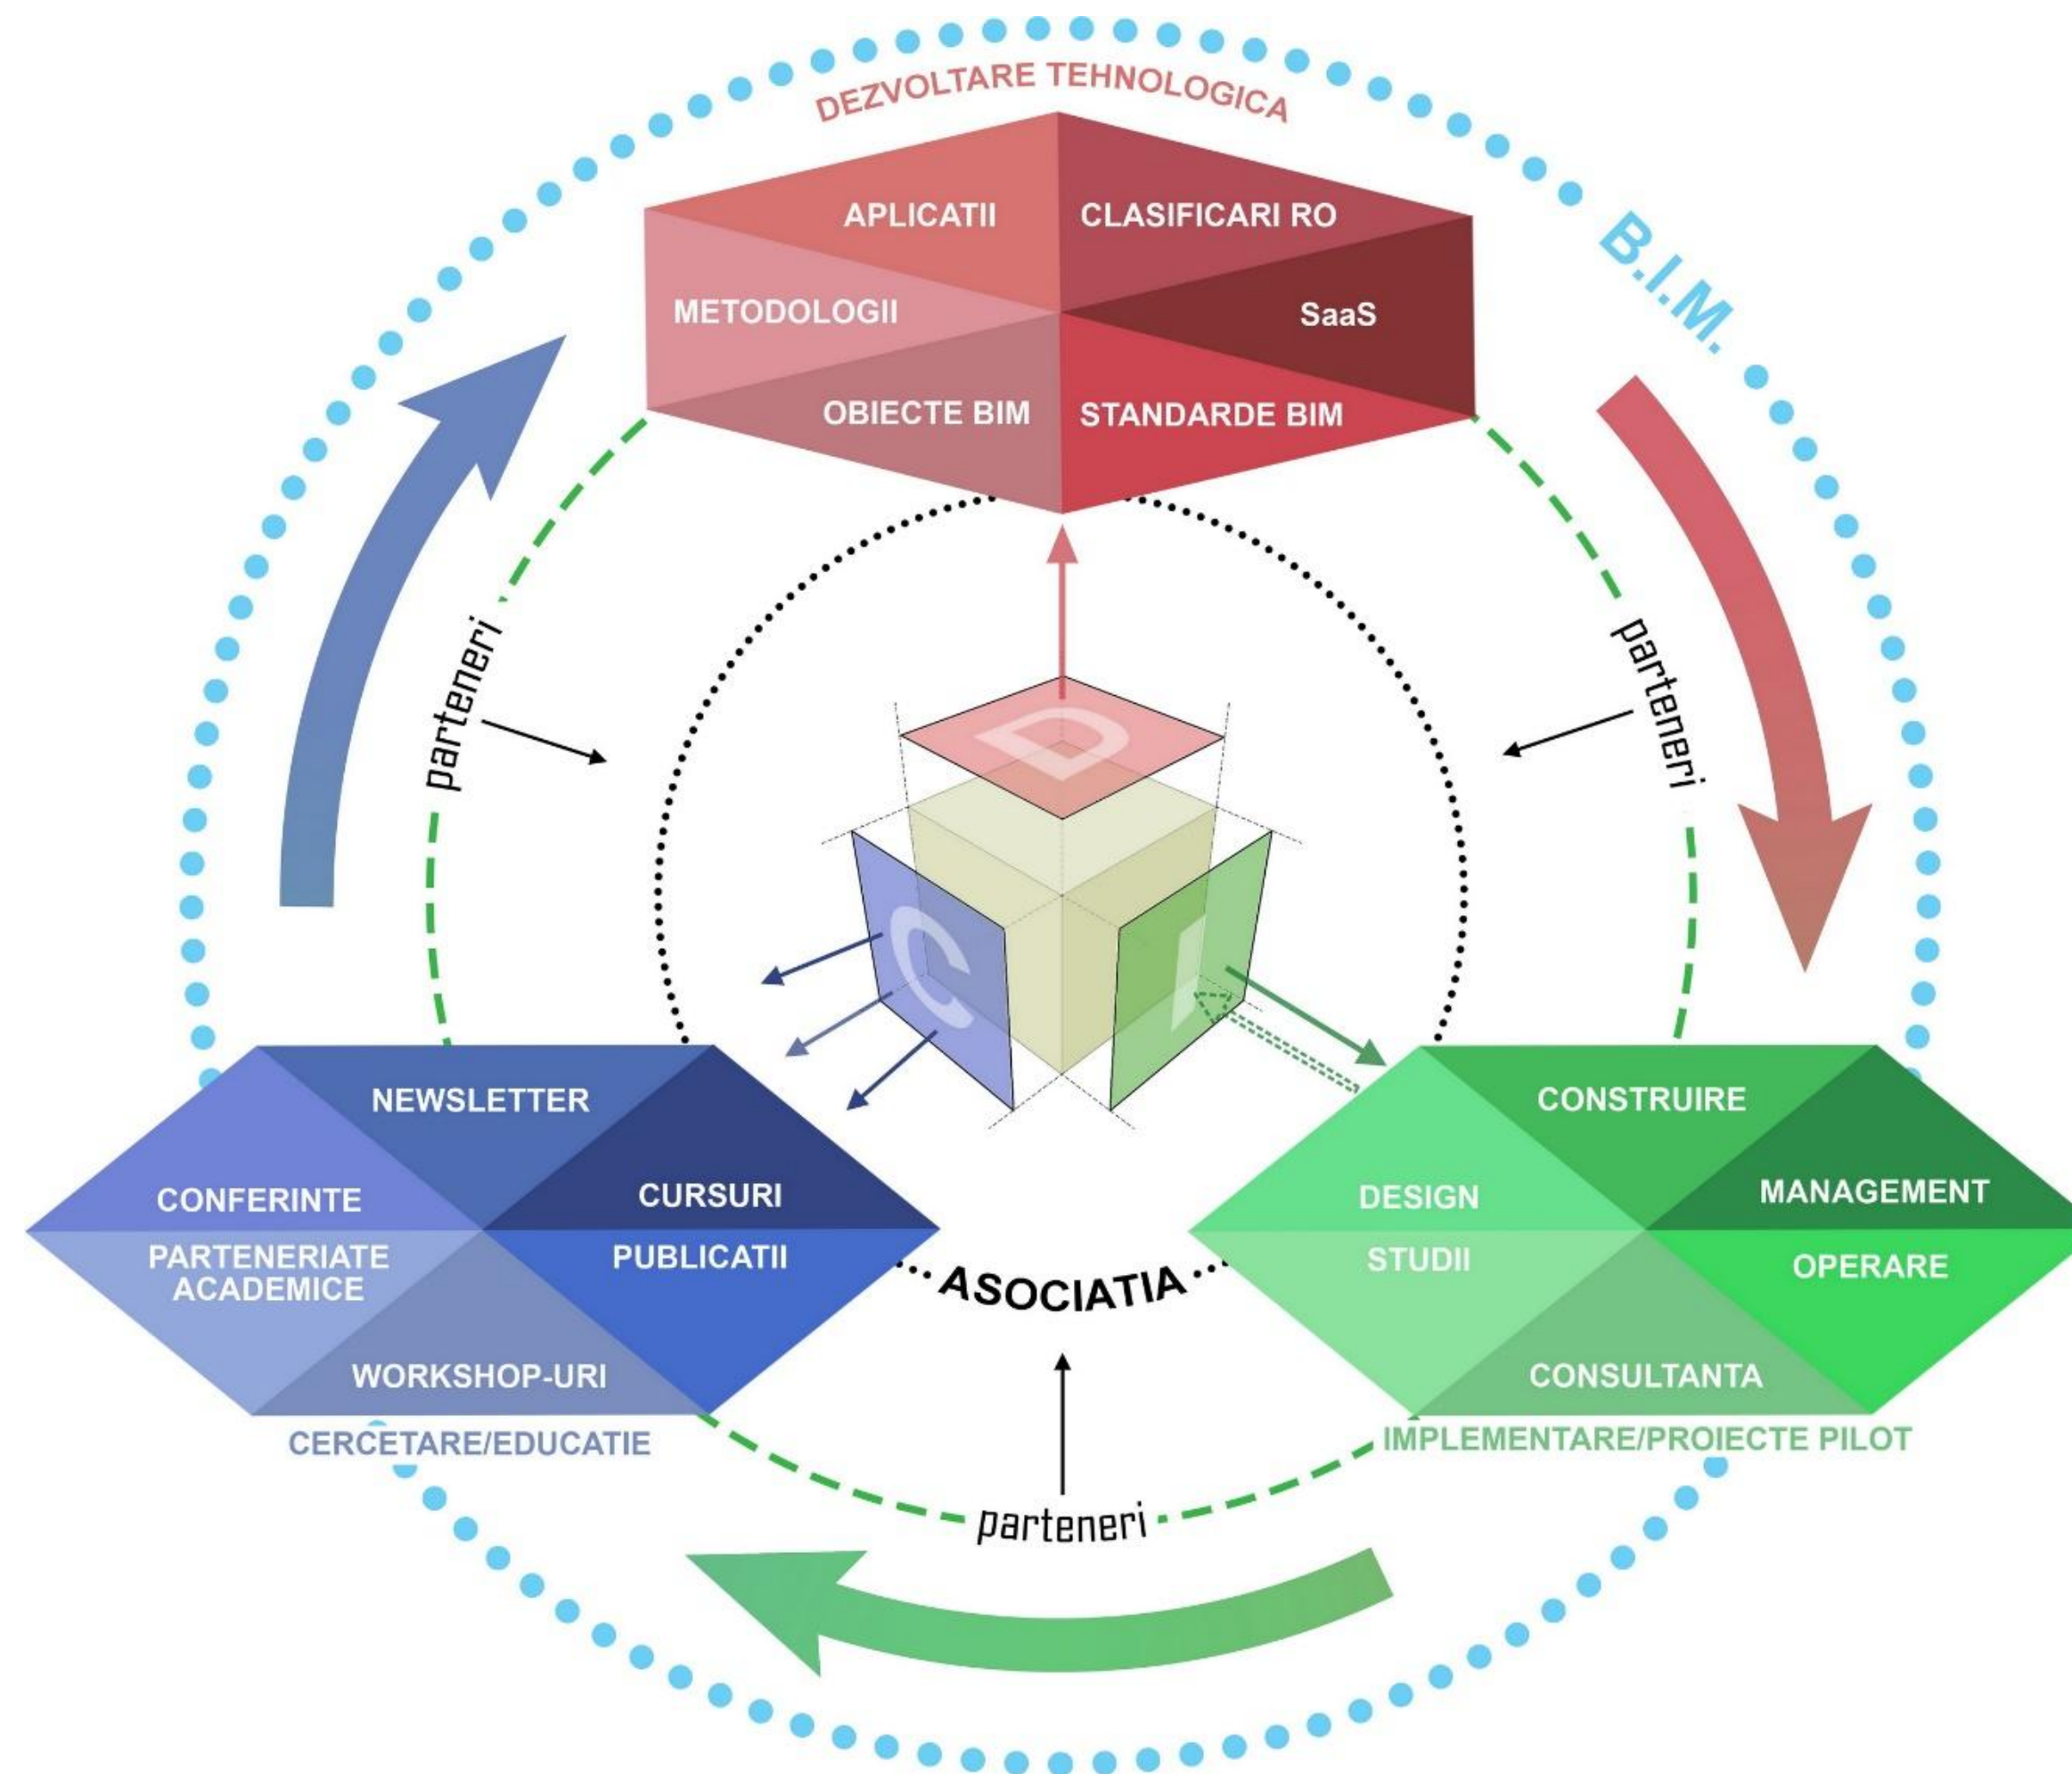 DEZVOLTARE TEHNOLOGICA
B.I.M.
APLICATII
CLASIFICARI RO
METODOLOGII
SaaS
OBIECTE BIM
STANDARDE BIM
parteneri
parteneri
D
C
I
NEWSLETTER
CONFERINTE
CURSURI
PARTENERIATE
ACADEMICE
PUBLICATII
WORKSHOP-URI
CERCETARE/EDUCATIE
CONSTRUIRE
DESIGN
MANAGEMENT
STUDII
OPERARE
CONSULTANTA
IMPLEMENTARE/PROIECTE PILOT
ASOCIATIA
parteneri